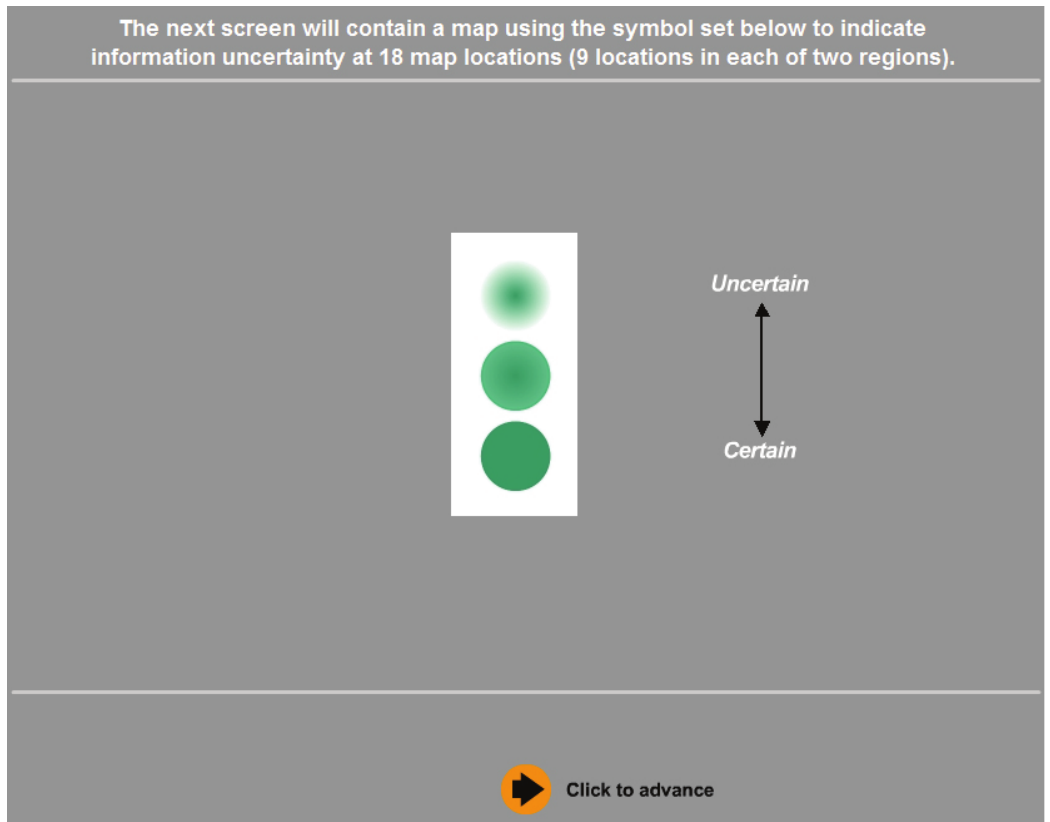 The next screen will contain a map using the symbol set below to indicate
information uncertainty at 18 map locations (9 locations in each of two regions).
Uncertain
Certain
Click to advance